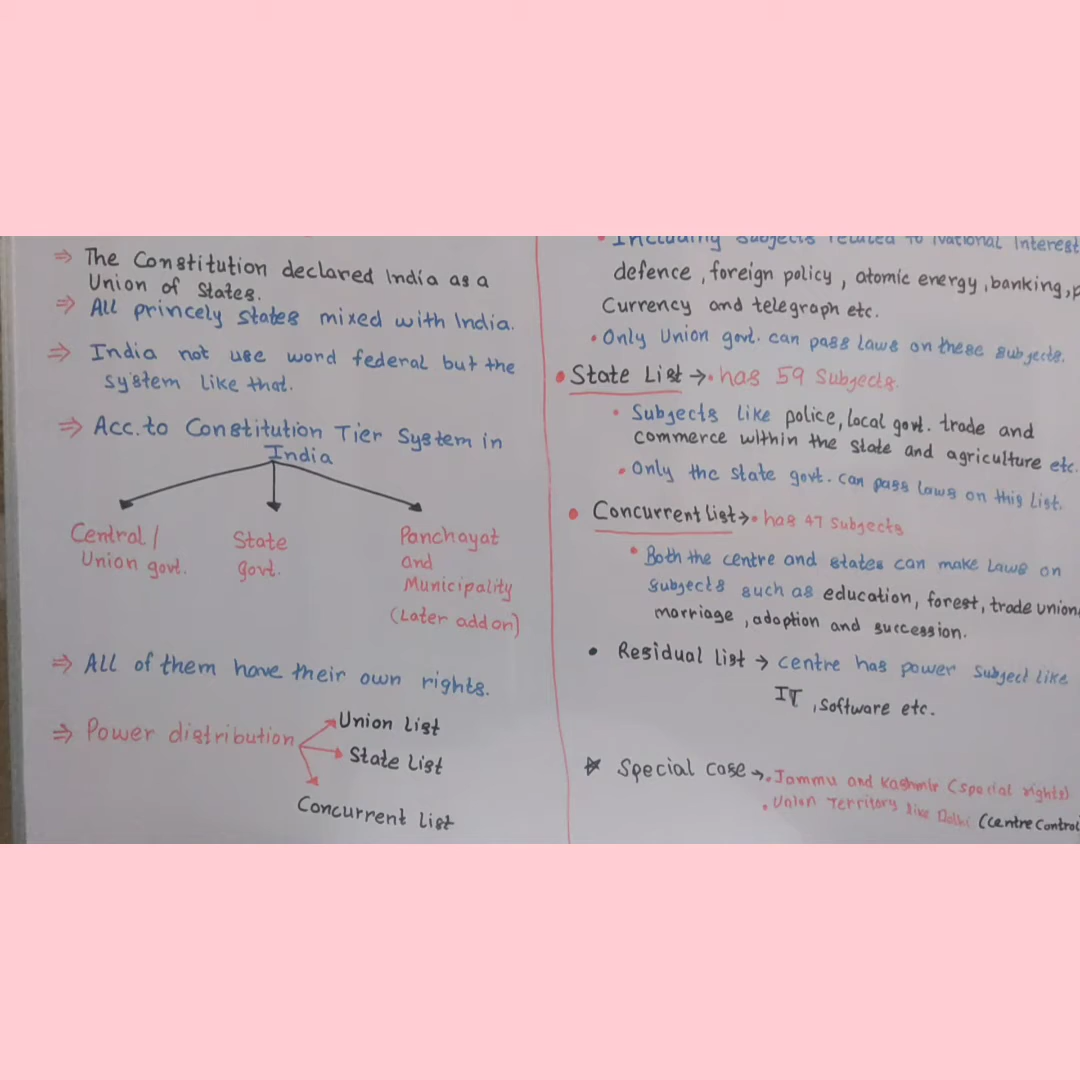 ⇒ The Constitution declared India as a
Union of States.
⇒ All princely states mixed with India.
⇒ India not use word federal but the
system like that.
⇒ Acc. to Constitution Tier System in
India
Central /
Union govt.
State
govt.
Panchayat
and
Municipality
(Later add on)
⇒ All of them have their own rights.
⇒ Power distribution
Union List
State List
Concurrent List
• Including subjects related to National Interest
defence, foreign policy, atomic energy, banking,
Currency and telegraph etc.
• Only Union govt. can pass laws on these subjects.
• State List → • has 59 Subjects.
• Subjects like police, local govt. trade and
commerce within the state and agriculture etc.
• Only the state govt. can pass laws on this list.
• Concurrent list → • has 47 subjects
• Both the centre and states can make laws on
subjects such as education, forest, trade union,
marriage, adoption and succession.
• Residual list → centre has power subject like
IT, software etc.
☆ Special case → • Jammu and Kashmir (special rights)
• Union Territory like Delhi (centre control